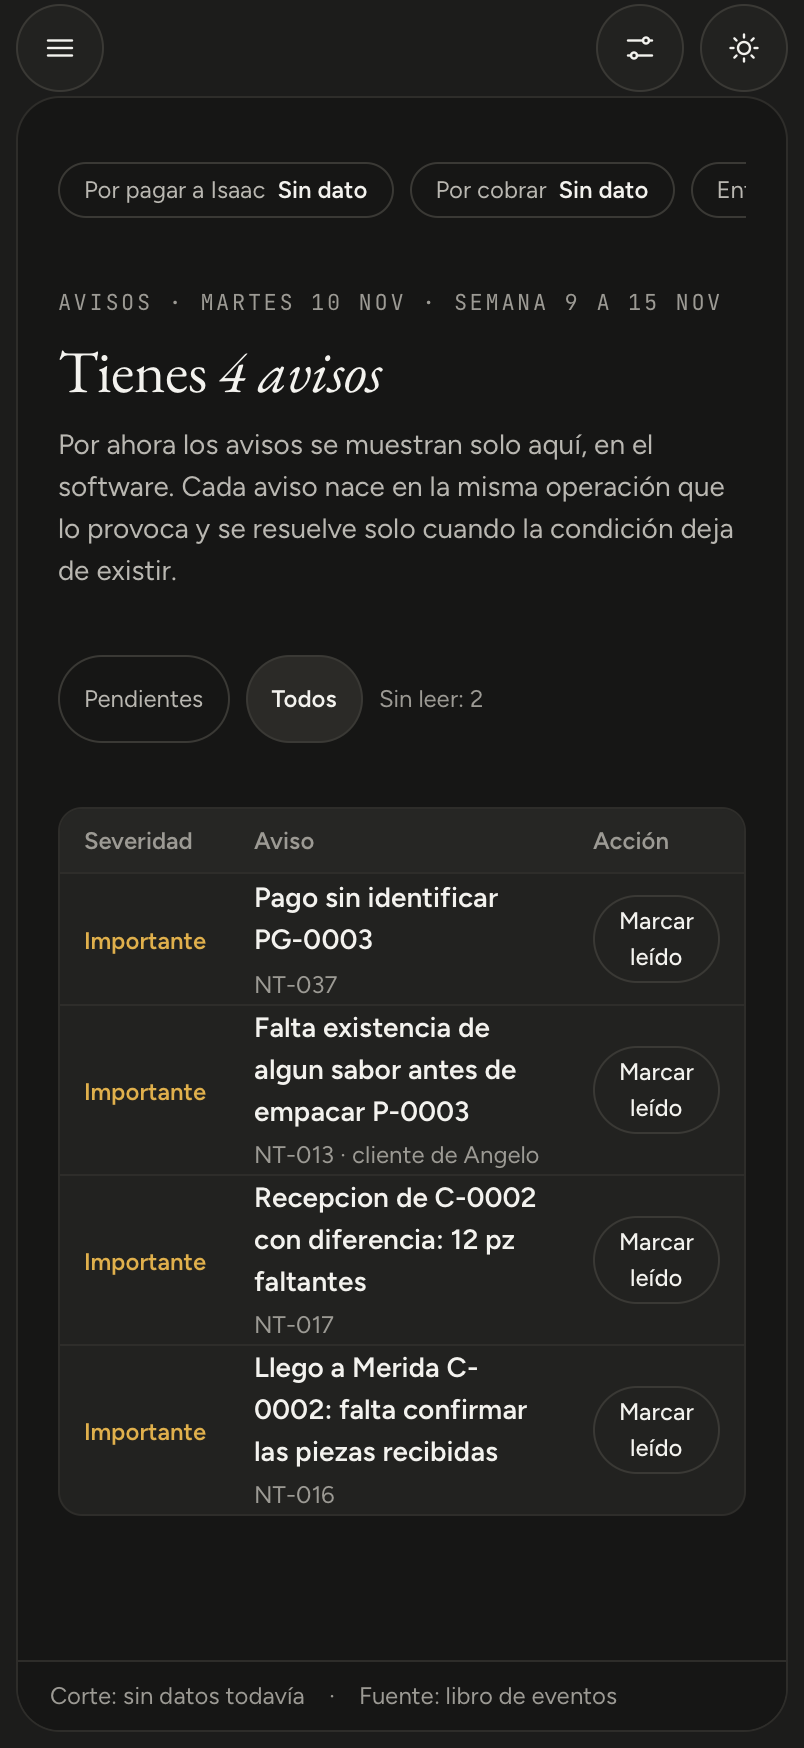 Por pagar a Isaac Sin dato
Por cobrar Sin dato
AVISOS · MARTES 10 NOV · SEMANA 9 A 15 NOV
Tienes 4 avisos
Por ahora los avisos se muestran solo aquí, en el
software. Cada aviso nace en la misma operación que
lo provoca y se resuelve solo cuando la condición deja
de existir.
Pendientes
Todos
Sin leer: 2
Severidad Aviso Acción
Importante
Pago sin identificar
PG-0003
NT-037
Marcar
leído
Importante
Falta existencia de
algun sabor antes de
empacar P-0003
NT-013 · cliente de Angelo
Marcar
leído
Importante
Recepcion de C-0002
con diferencia: 12 pz
faltantes
NT-017
Marcar
leído
Importante
Llego a Merida C-
0002: falta confirmar
las piezas recibidas
NT-016
Marcar
leído
Corte: sin datos todavía · Fuente: libro de eventos